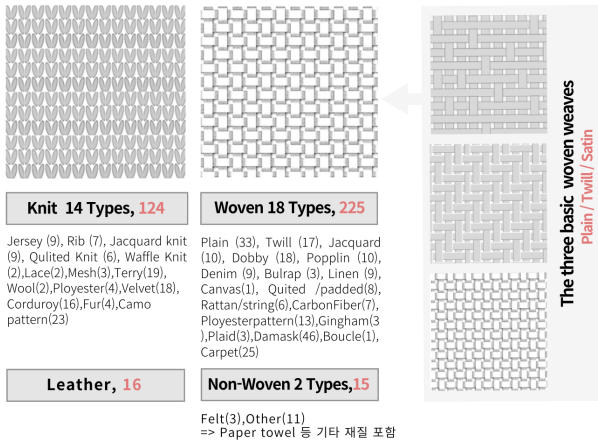 Knit 14 Types, 124
Jersey (9), Rib (7), Jacquard knit
(9), Qulited Knit (6), Waffle Knit
(2),Lace(2),Mesh(3),Terry(19),
Wool(2),Ployester(4),Velvet(18),
Corduroy(16),Fur(4),Camo
pattern(23)
Woven 18 Types, 225
Plain (33), Twill (17), Jacquard
(10), Dobby (18), Popplin (10),
Denim (9), Bulrap (3), Linen (9),
Canvas(1), Quited /padded(8),
Rattan/string(6),CarbonFiber(7),
Ployesterpattern(13),Gingham(3
),Plaid(3),Damask(46),Boucle(1),
Carpet(25)
Leather, 16
Non-Woven 2 Types,15
Felt(3),Other(11)
=> Paper towel 등 기타 재질 포함
The three basic woven weaves
Plain / Twill / Satin